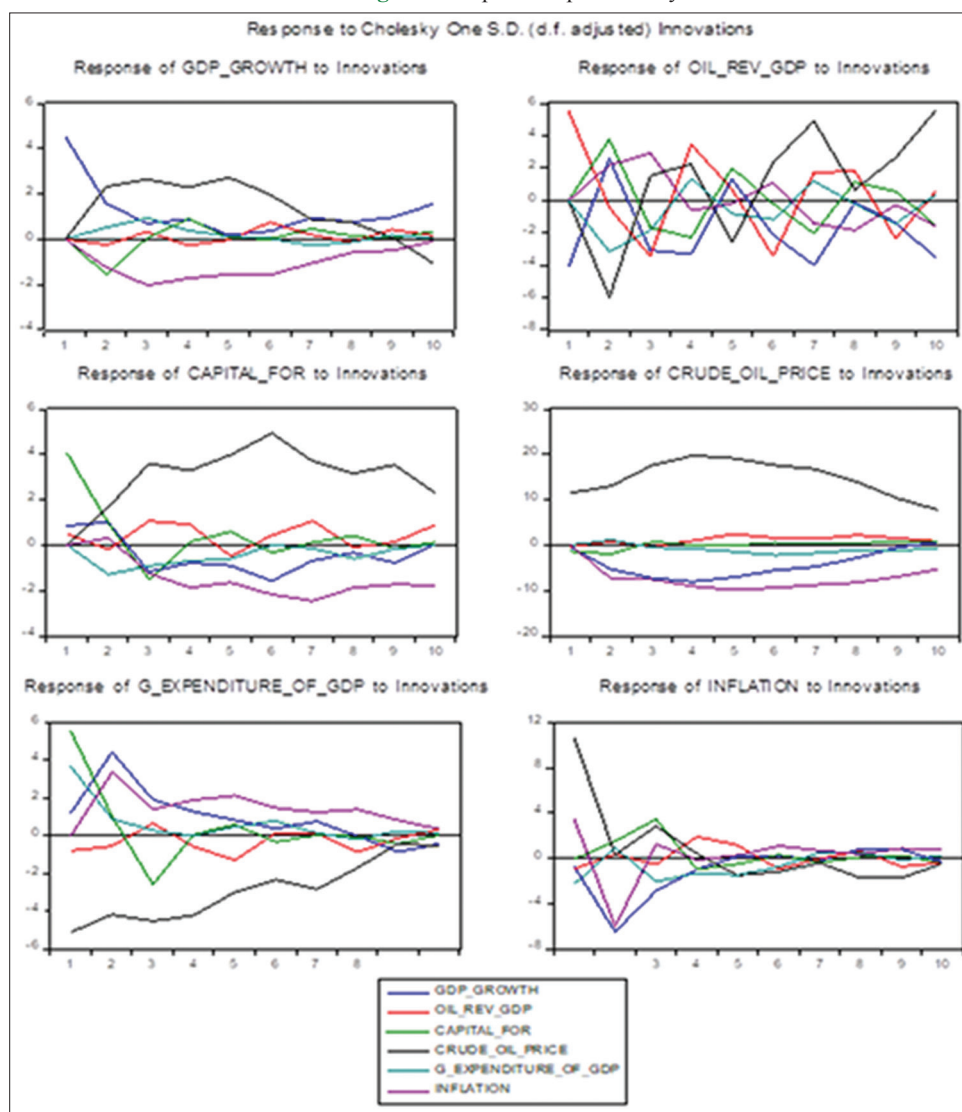 Response to Cholesky One S.D. (d.f. adjusted) Innovations
Response of GDP_GROWTH to Innovations
Response of OIL_REV_GDP to Innovations
6
4
2
0
-2
-4
1 2 3 4 5 6 7 8 9 10
6
4
2
0
-2
-4
-6
-8
1 2 3 4 5 6 7 8 9 10
Response of CAPITAL_FOR to Innovations
Response of CRUDE_OIL_PRICE to Innovations
6
4
2
0
-2
-4
1 2 3 4 5 6 7 8 9 10
30
20
10
0
-10
-20
1 2 3 4 5 6 7 8 9 10
Response of G_EXPENDITURE_OF_GDP to Innovations
Response of INFLATION to Innovations
6
4
2
0
-2
-4
-6
1 2 3 4 5 6 7 8
12
8
4
0
-4
-8
3 4 5 6 7 8 9 10
GDP_GROWTH
OIL_REV_GDP
CAPITAL_FOR
CRUDE_OIL_PRICE
G_EXPENDITURE_OF_GDP
INFLATION